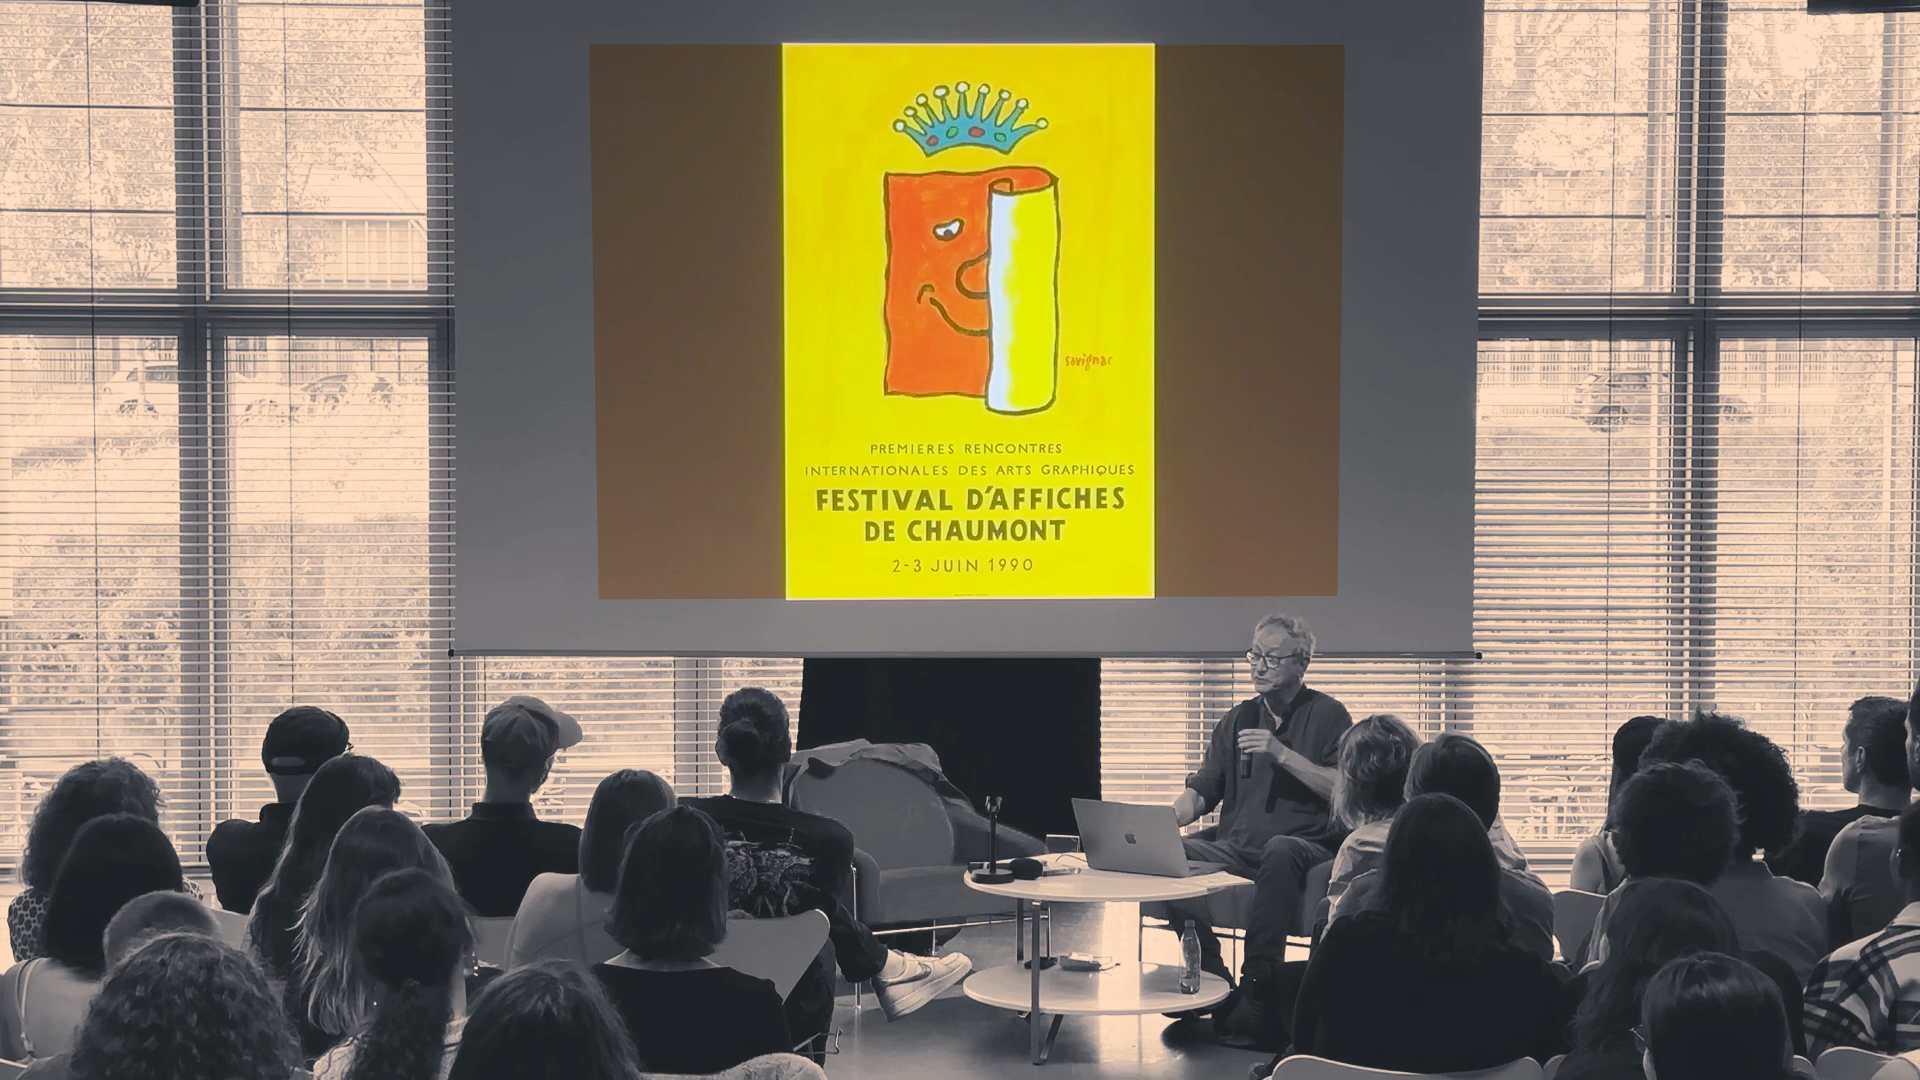 savignac
PREMIERES RENCONTRES
INTERNATIONALES DES ARTS GRAPHIQUES
FESTIVAL D'AFFICHES
DE CHAUMONT
2-3 JUIN 1990